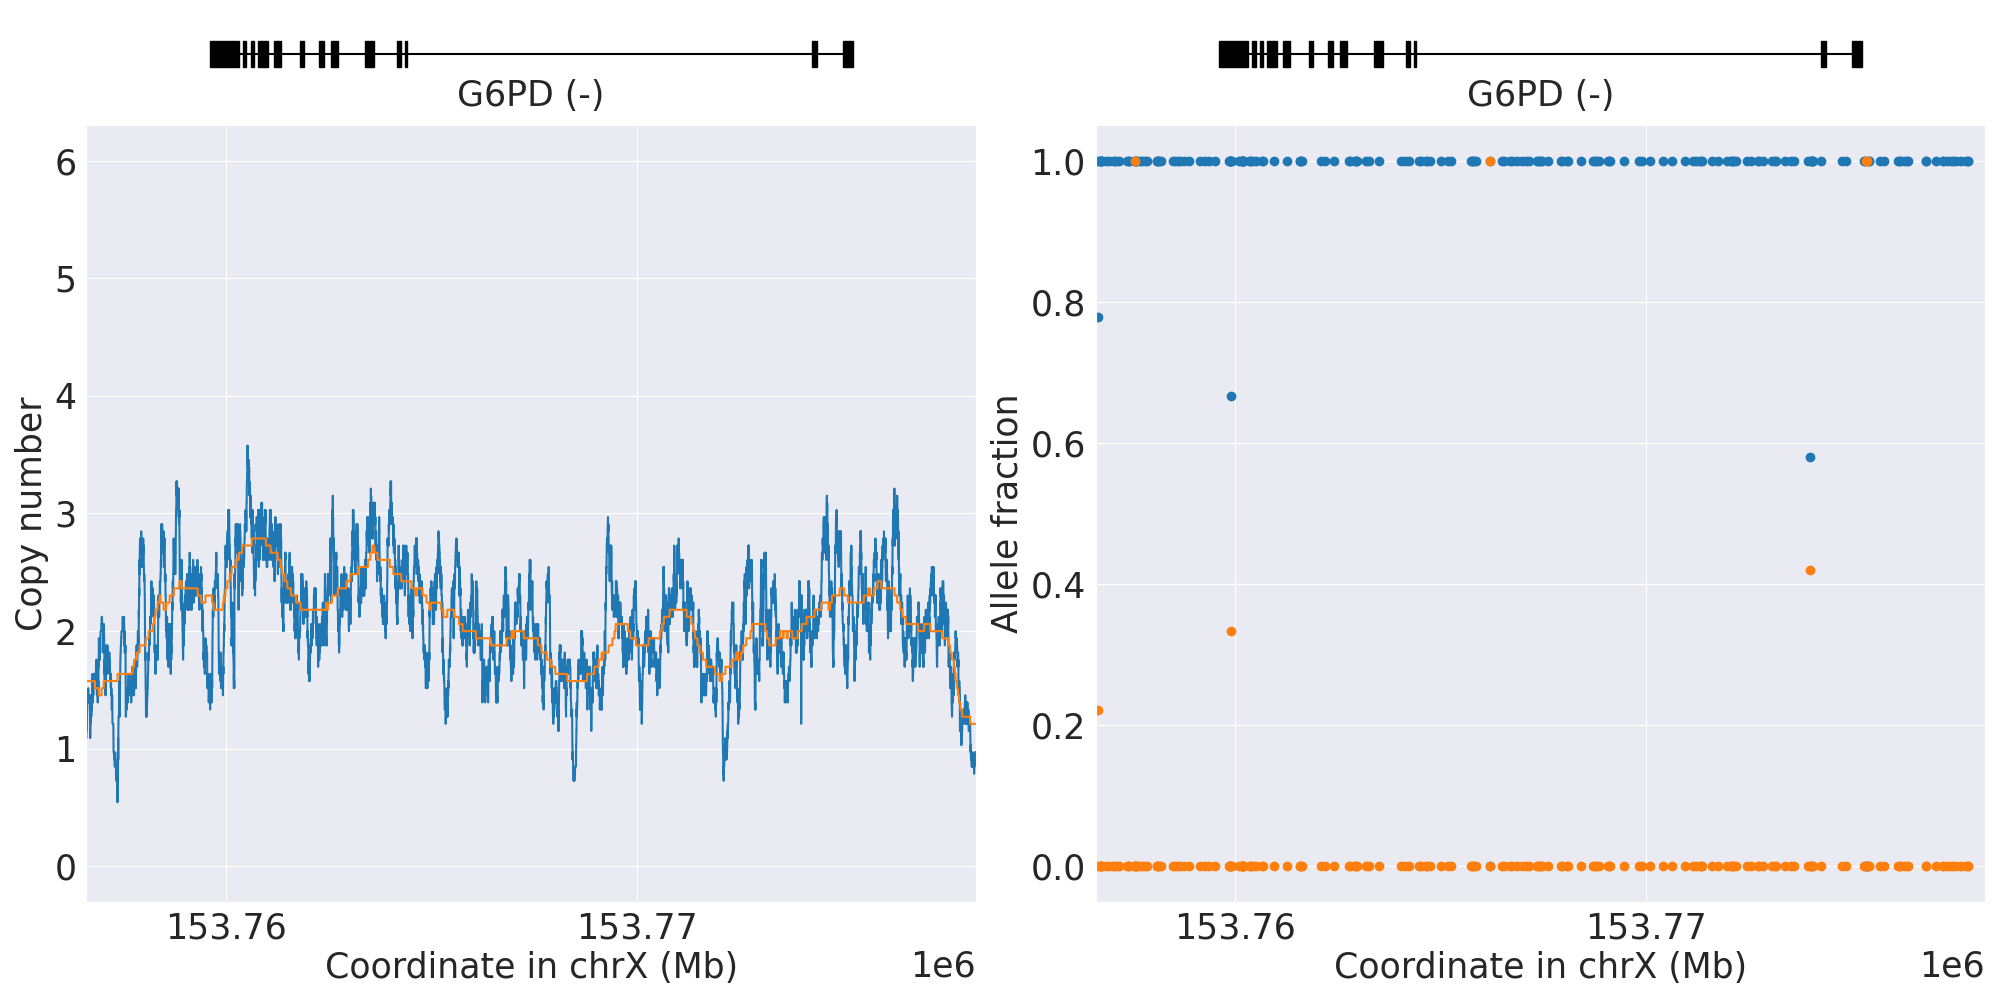 G6PD (-)
6
5
4
3
2
1
0
Copy number
153.76
153.77
Coordinate in chrX (Mb)
1e6
G6PD (-)
1.0
0.8
0.6
0.4
0.2
0.0
Allele fraction
153.76
153.77
Coordinate in chrX (Mb)
1e6